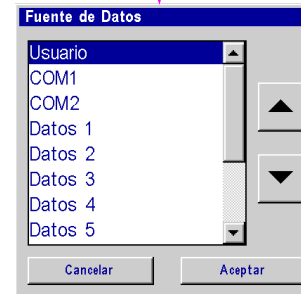 Fuente de Datos
Usuario
COM1
COM2
Datos 1
Datos 2
Datos 3
Datos 4
Datos 5
Cancelar
Aceptar